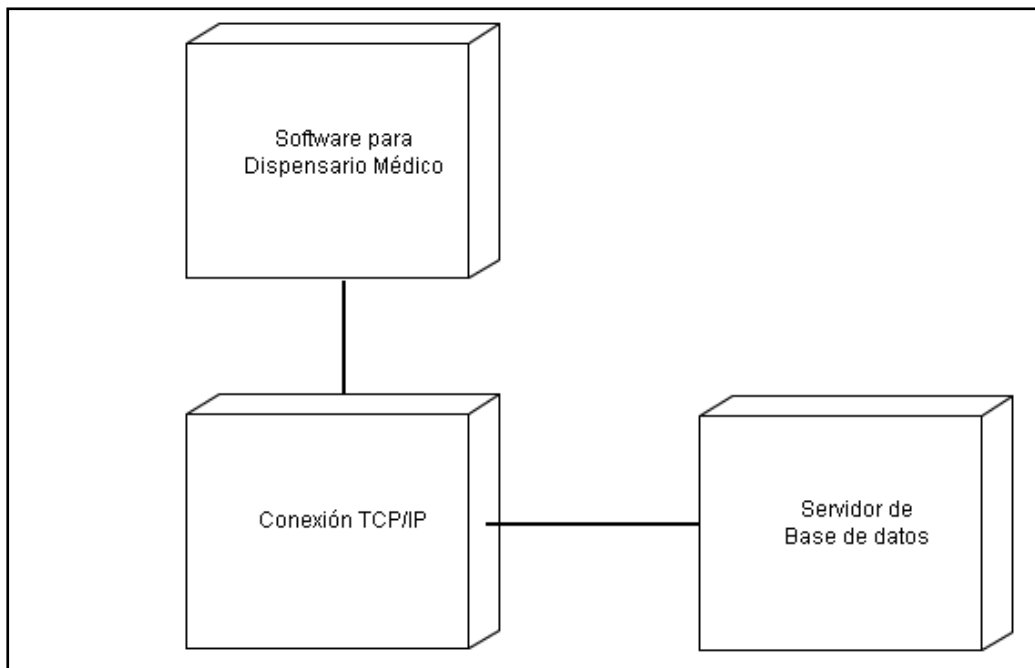 Software para
Dispensario Médico
Conexión TCP/IP
Servidor de
Base de datos